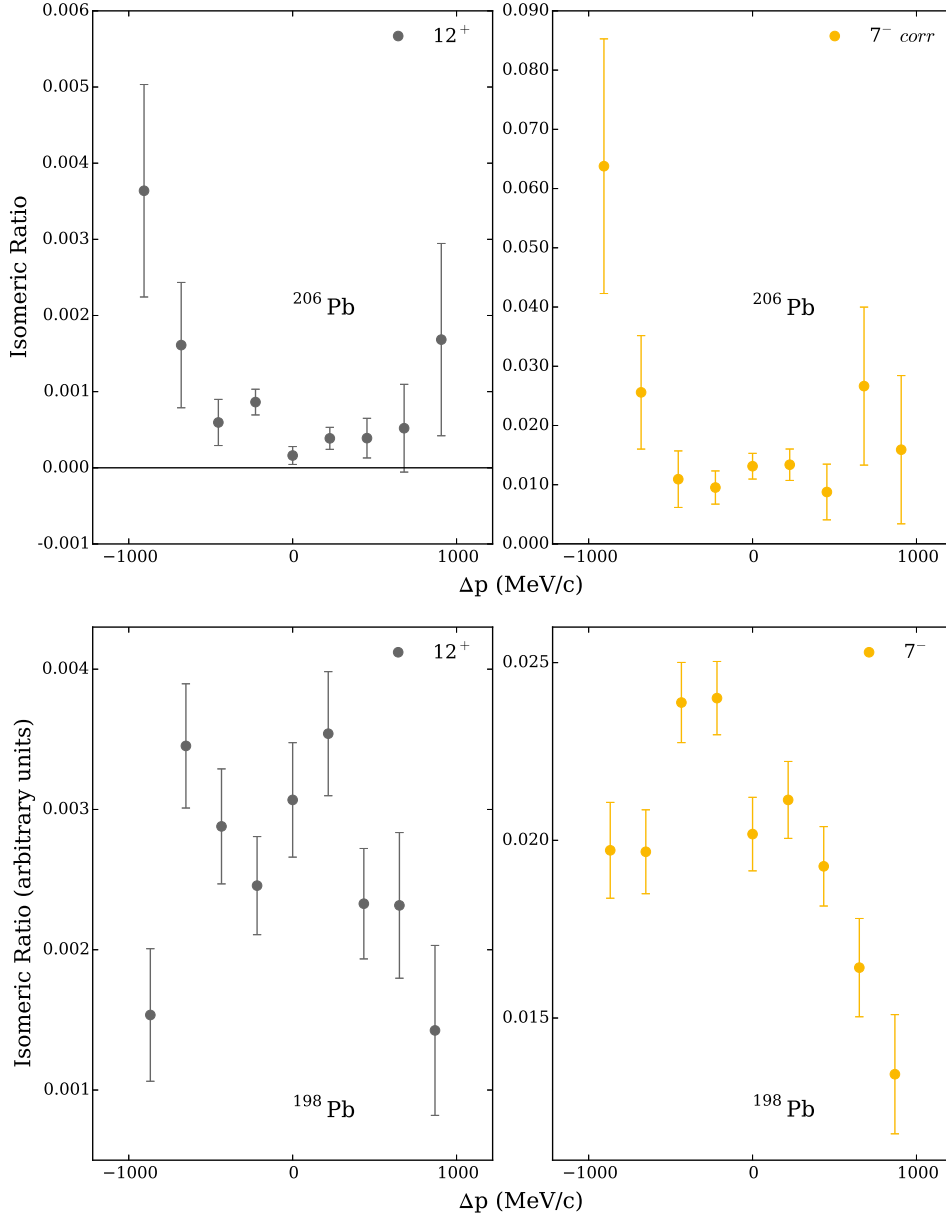 0.006
0.005
0.004
0.003
0.002
0.001
0.000
-0.001
Isomeric Ratio
12⁺
²⁰⁶Pb
−1000 0 1000
Δp (MeV/c)
0.090
0.080
0.070
0.060
0.050
0.040
0.030
0.020
0.010
0.000
7⁻ corr
²⁰⁶Pb
−1000 0 1000
Δp (MeV/c)
0.004
0.003
0.002
0.001
Isomeric Ratio (arbitrary units)
12⁺
¹⁹⁸Pb
−1000 0 1000
Δp (MeV/c)
0.025
0.020
0.015
7⁻
¹⁹⁸Pb
−1000 0 1000
Δp (MeV/c)